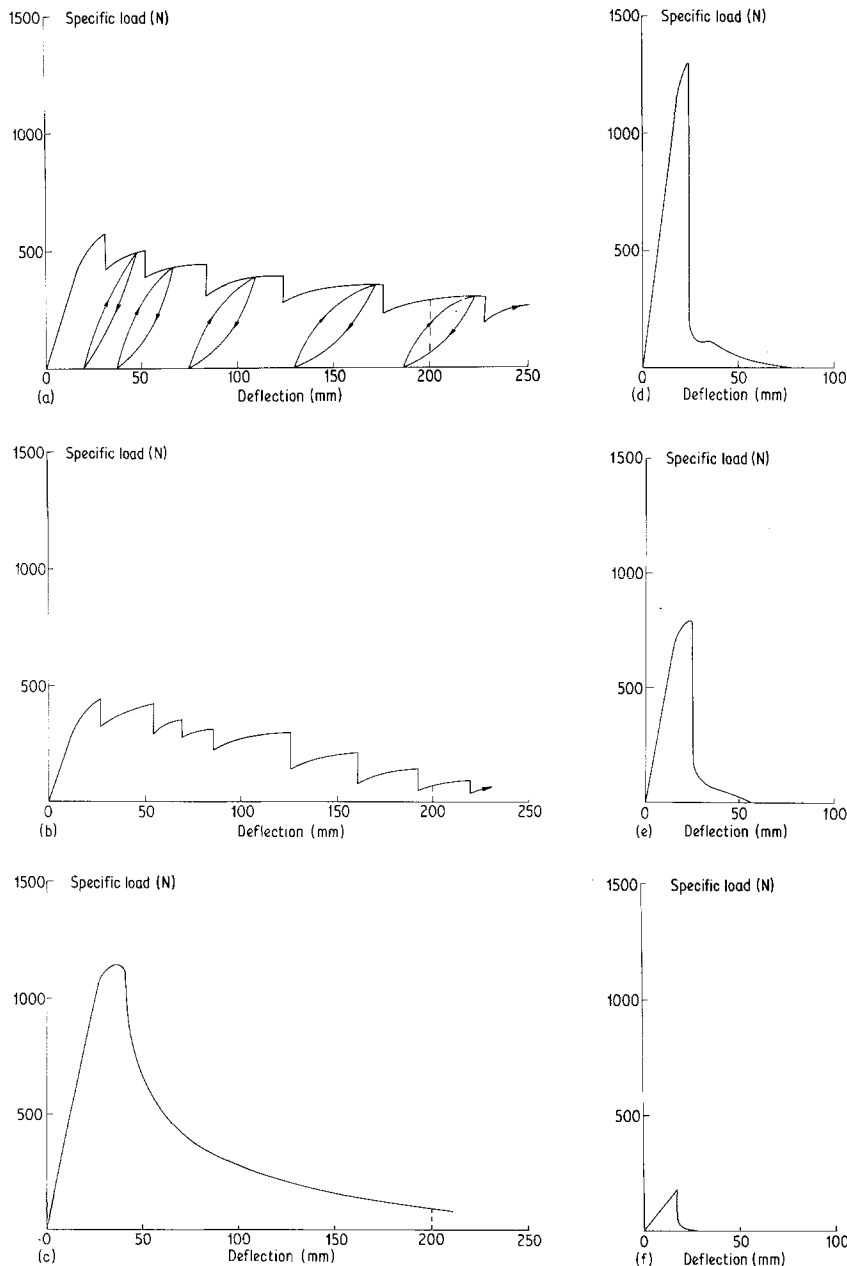 1500 Specific load (N)
1000
500
0 50 100 150 200 250
(a) Deflection (mm)
1500 Specific load (N)
1000
500
0 50 100
(d) Deflection (mm)
1500 Specific load (N)
1000
500
0 50 100 150 200 250
(b) Deflection (mm)
1500 Specific load (N)
1000
500
0 50 100
(e) Deflection (mm)
1500 Specific load (N)
1000
500
-0 50 100 150 200 250
(c) Deflection (mm)
1500 Specific load (N)
1000
500
0 50 100
(f) Deflection (mm)